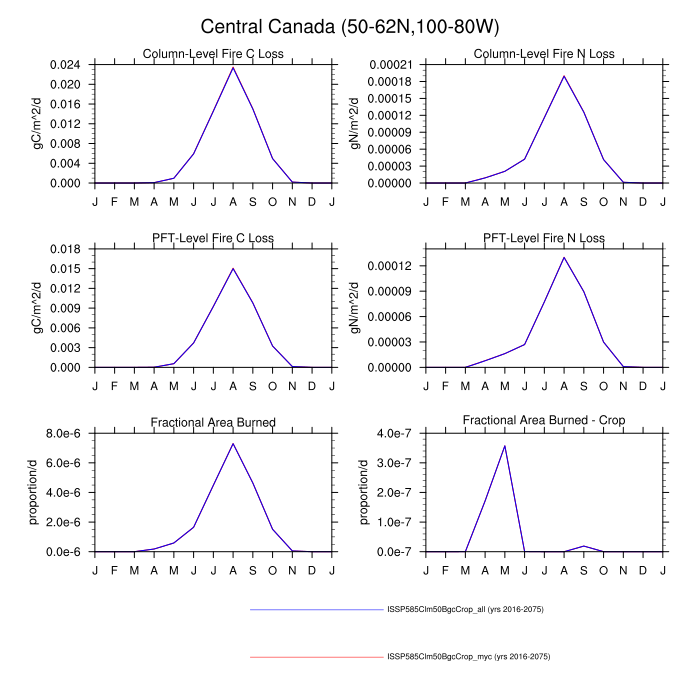 Central Canada (50-62N,100-80W)
Column-Level Fire C Loss
gC/m^2/d
0.024
0.020
0.016
0.012
0.008
0.004
0.000
J F M A M J J A S O N D J
Column-Level Fire N Loss
gN/m^2/d
0.00021
0.00018
0.00015
0.00012
0.00009
0.00006
0.00003
0.00000
J F M A M J J A S O N D J
PFT-Level Fire C Loss
gC/m^2/d
0.018
0.015
0.012
0.009
0.006
0.003
0.000
J F M A M J J A S O N D J
PFT-Level Fire N Loss
gN/m^2/d
0.00012
0.00009
0.00006
0.00003
0.00000
J F M A M J J A S O N D J
Fractional Area Burned
proportion/d
8.0e-6
6.0e-6
4.0e-6
2.0e-6
0.0e-6
J F M A M J J A S O N D J
Fractional Area Burned - Crop
proportion/d
4.0e-7
3.0e-7
2.0e-7
1.0e-7
0.0e-7
J F M A M J J A S O N D J
ISSP585Clm50BgcCrop_all (yrs 2016-2075)
ISSP585Clm50BgcCrop_myc (yrs 2016-2075)